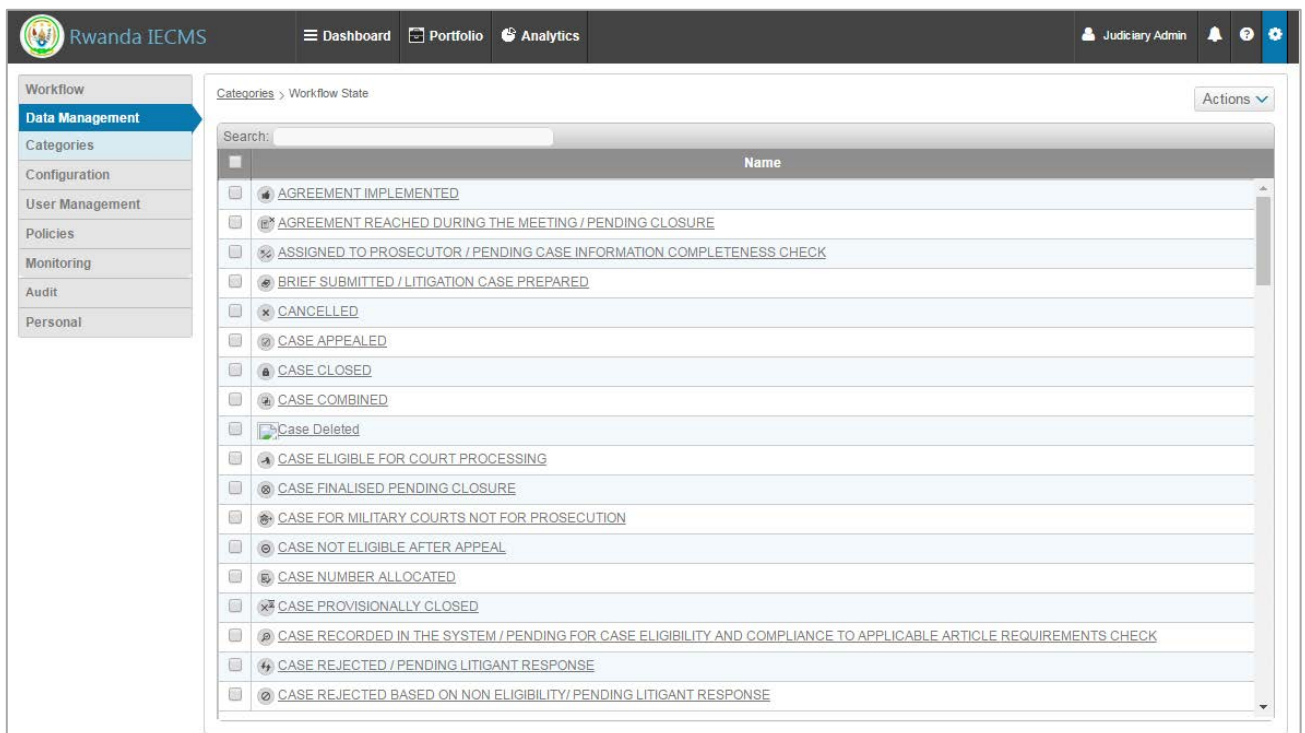 Rwanda IECMS
Dashboard Portfolio Analytics Judiciary Admin
Workflow
Data Management
Categories
Configuration
User Management
Policies
Monitoring
Audit
Personal
Categories > Workflow State
Actions
Search:
Name
AGREEMENT IMPLEMENTED
AGREEMENT REACHED DURING THE MEETING / PENDING CLOSURE
ASSIGNED TO PROSECUTOR / PENDING CASE INFORMATION COMPLETENESS CHECK
BRIEF SUBMITTED / LITIGATION CASE PREPARED
CANCELLED
CASE APPEALED
CASE CLOSED
CASE COMBINED
Case Deleted
CASE ELIGIBLE FOR COURT PROCESSING
CASE FINALISED PENDING CLOSURE
CASE FOR MILITARY COURTS NOT FOR PROSECUTION
CASE NOT ELIGIBLE AFTER APPEAL
CASE NUMBER ALLOCATED
CASE PROVISIONALLY CLOSED
CASE RECORDED IN THE SYSTEM / PENDING FOR CASE ELIGIBILITY AND COMPLIANCE TO APPLICABLE ARTICLE REQUIREMENTS CHECK
CASE REJECTED / PENDING LITIGANT RESPONSE
CASE REJECTED BASED ON NON ELIGIBILITY/ PENDING LITIGANT RESPONSE